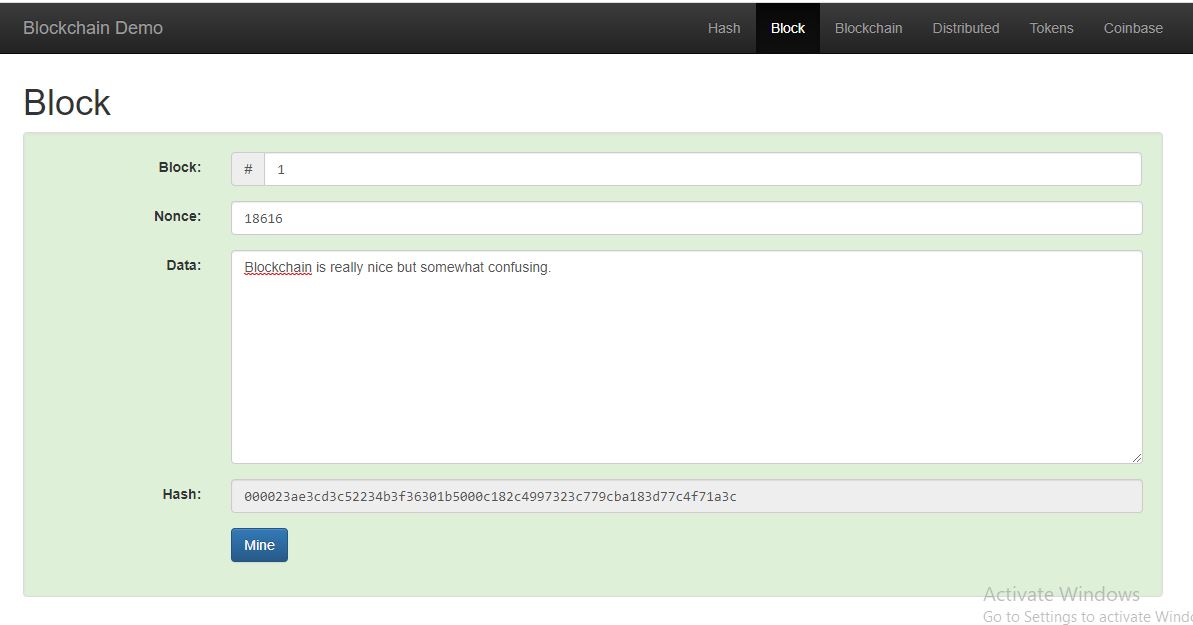 Blockchain Demo Hash Block Blockchain Distributed Tokens Coinbase
Block
Block: # 1
Nonce: 18616
Data: Blockchain is really nice but somewhat confusing.
Hash: 000023ae3cd3c52234b3f36301b5000c182c4997323c779cba183d77c4f71a3c
Mine
Activate Windows
Go to Settings to activate Windo